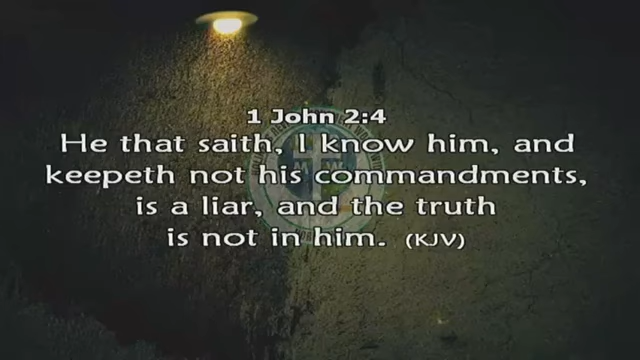 1 John 2:4
He that saith, I know him, and
keepeth not his commandments,
is a liar, and the truth
is not in him. (KJV)